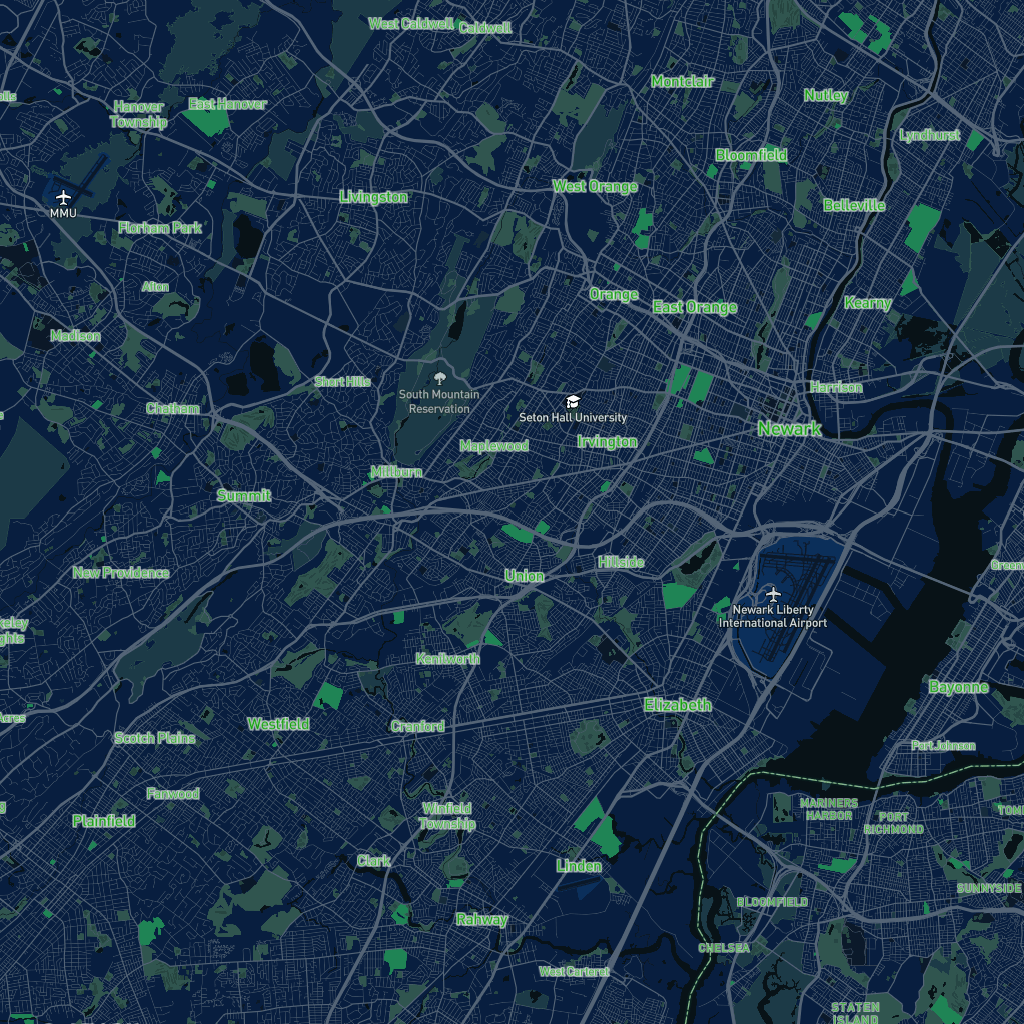 West Caldwell
Caldwell
Montclair
Nutley
Hanover
Township
East Hanover
Lyndhurst
Bloomfield
West Orange
Livingston
MMU
Belleville
Florham Park
Afton
Orange
East Orange
Kearny
Madison
Short Hills
South Mountain
Reservation
Harrison
Chatham
Seton Hall University
Newark
Maplewood
Irvington
Millburn
Summit
New Providence
Union
Hillside
Newark Liberty
International Airport
Kenilworth
Bayonne
Elizabeth
Westfield
Cranford
Scotch Plains
Port Johnson
Fanwood
Plainfield
Winfield
Township
MARINERS
HARBOR
PORT
RICHMOND
Clark
Linden
SUNNYSIDE
BLOOMFIELD
Rahway
CHELSEA
West Carteret
STATEN
ISLAND